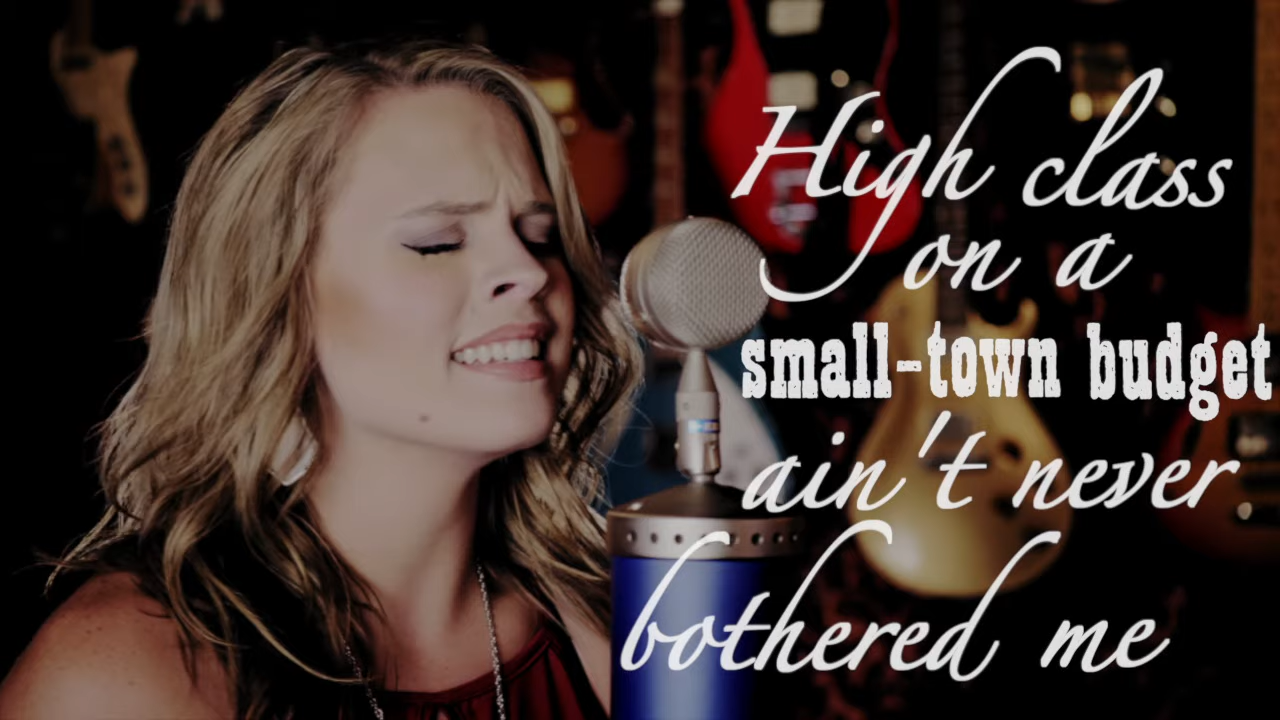 High class
on a
small-town budget
ain't never
bothered me